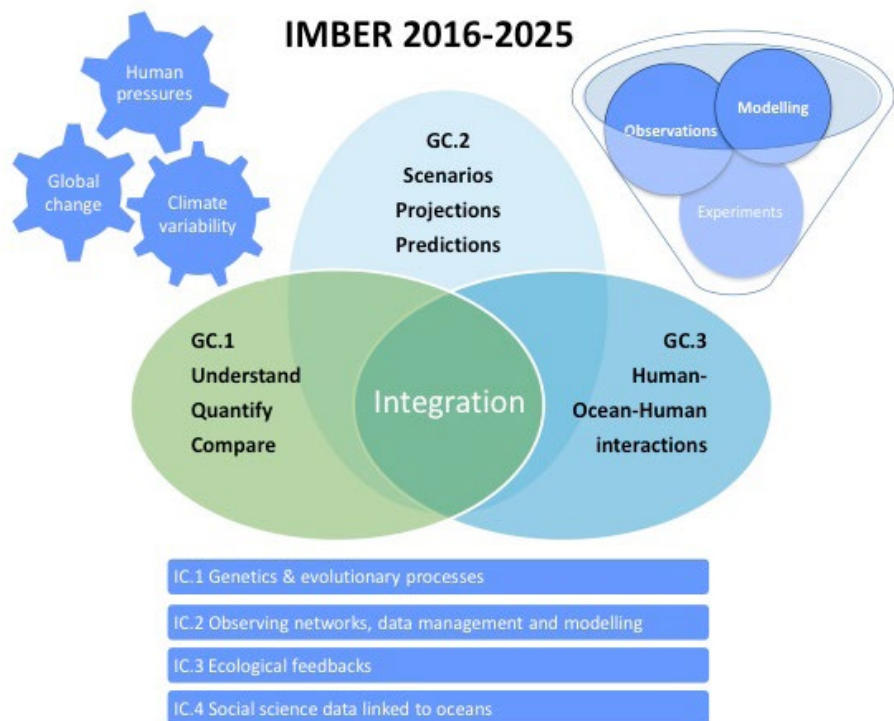 IMBER 2016-2025
Human
pressures
Global
change
Climate
variability
Observations
Modelling
Experiments
GC.2
Scenarios
Projections
Predictions
GC.1
Understand
Quantify
Compare
Integration
GC.3
Human-
Ocean-Human
interactions
IC.1 Genetics & evolutionary processes
IC.2 Observing networks, data management and modelling
IC.3 Ecological feedbacks
IC.4 Social science data linked to oceans